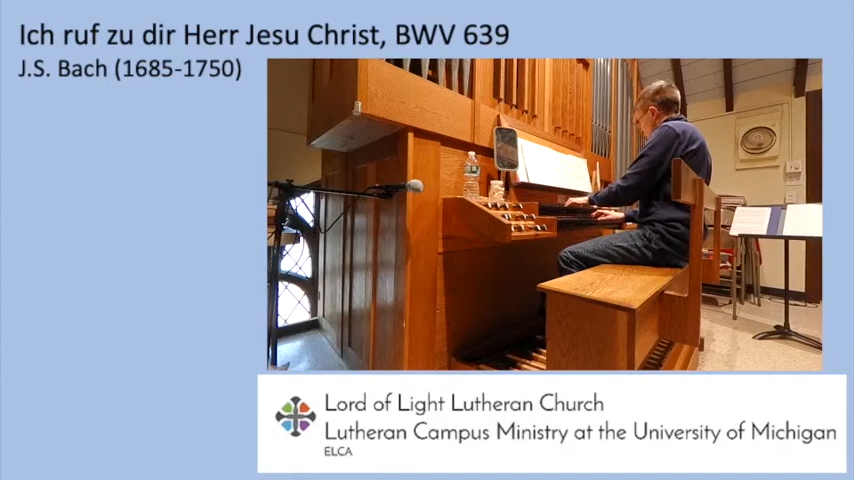 Ich ruf zu dir Herr Jesu Christ, BWV 639
J.S. Bach (1685-1750)
Lord of Light Lutheran Church
Lutheran Campus Ministry at the University of Michigan
ELCA